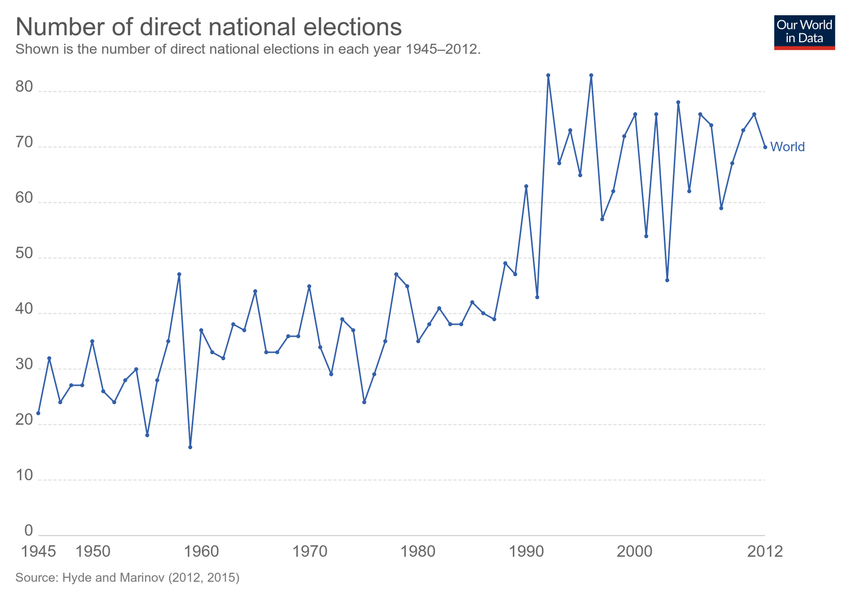 Number of direct national elections
Shown is the number of direct national elections in each year 1945–2012.
Our World
in Data
80
70
World
60
50
40
30
20
10
0
1945 1950 1960 1970 1980 1990 2000 2012
Source: Hyde and Marinov (2012, 2015)